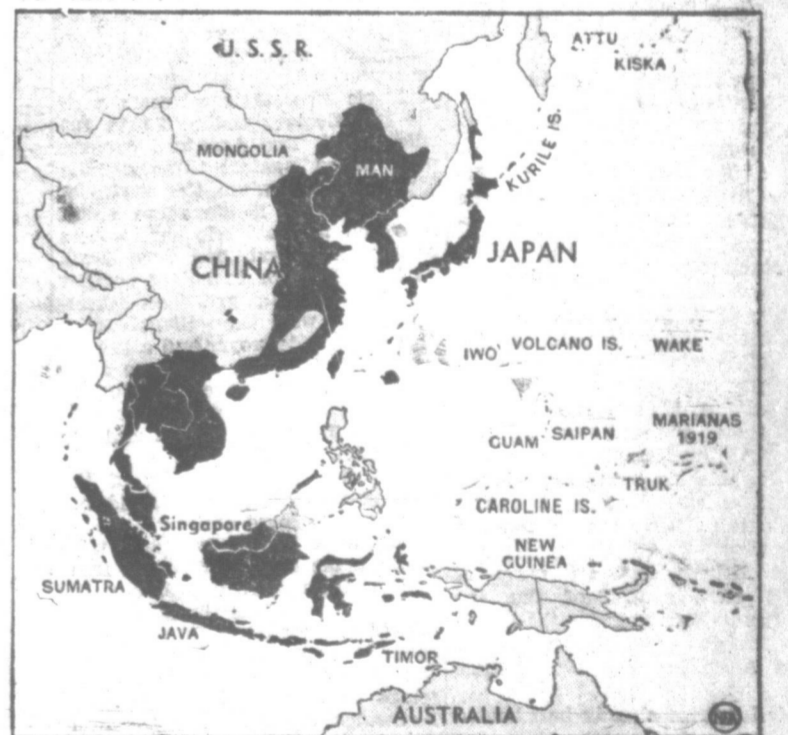 U. S. S. R.
ATTU
KISKA
MONGOLIA
MAN
KURILE IS.
CHINA
JAPAN
IWO
VOLCANO IS.
WAKE
MARIANAS
1919
GUAM
SAIPAN
TRUK
CAROLINE IS.
Singapore
NEW
GUINEA
SUMATRA
JAVA
TIMOR
AUSTRALIA
NEA